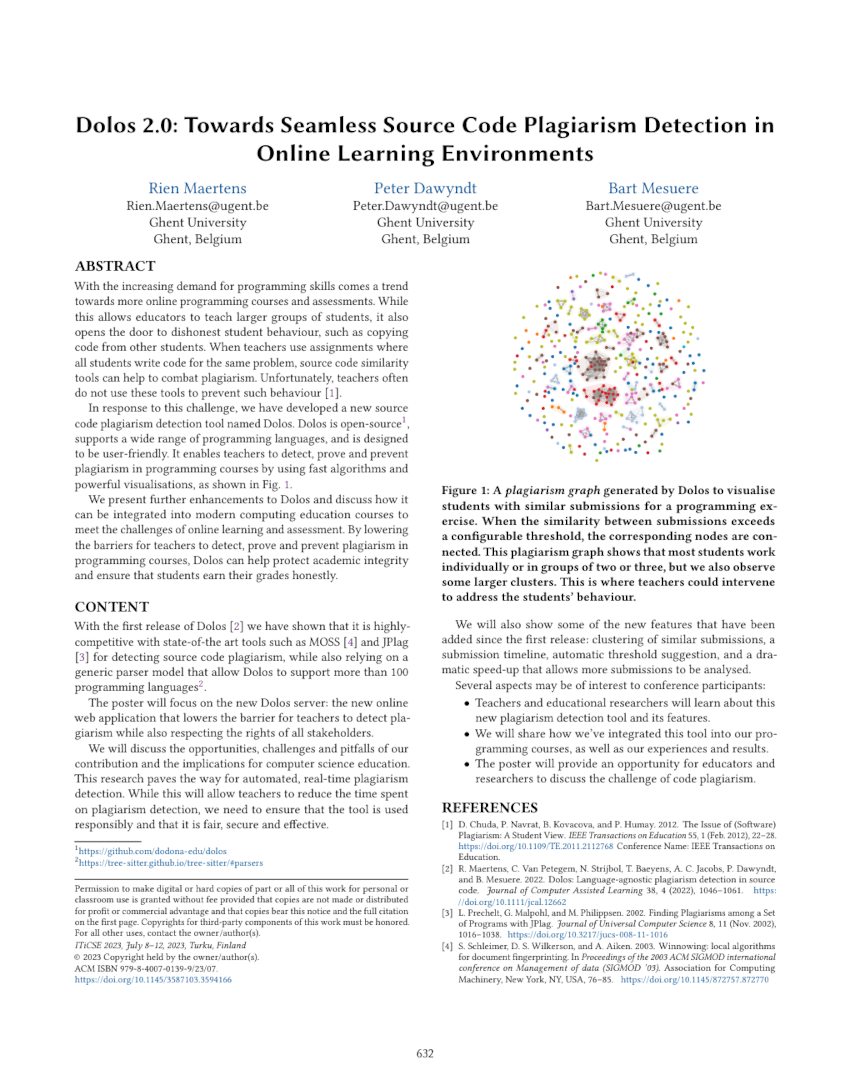 Dolos 2.0: Towards Seamless Source Code Plagiarism Detection in
Online Learning Environments
Rien Maertens
Rien.Maertens@ugent.be
Ghent University
Ghent, Belgium
Peter Dawyndt
Peter.Dawyndt@ugent.be
Ghent University
Ghent, Belgium
Bart Mesuere
Bart.Mesuere@ugent.be
Ghent University
Ghent, Belgium
ABSTRACT
With the increasing demand for programming skills comes a trend
towards more online programming courses and assessments. While
this allows educators to teach larger groups of students, it also
opens the door to dishonest student behaviour, such as copying
code from other students. When teachers use assignments where
all students write code for the same problem, source code similarity
tools can help to combat plagiarism. Unfortunately, teachers often
do not use these tools to prevent such behaviour [1].
In response to this challenge, we have developed a new source
code plagiarism detection tool named Dolos. Dolos is open-source1,
supports a wide range of programming languages, and is designed
to be user-friendly. It enables teachers to detect, prove and prevent
plagiarism in programming courses by using fast algorithms and
powerful visualisations, as shown in Fig. 1.
We present further enhancements to Dolos and discuss how it
can be integrated into modern computing education courses to
meet the challenges of online learning and assessment. By lowering
the barriers for teachers to detect, prove and prevent plagiarism in
programming courses, Dolos can help protect academic integrity
and ensure that students earn their grades honestly.
CONTENT
With the first release of Dolos [2] we have shown that it is highly-
competitive with state-of-the art tools such as MOSS [4] and JPlag
[3] for detecting source code plagiarism, while also relying on a
generic parser model that allow Dolos to support more than 100
programming languages2.
The poster will focus on the new Dolos server: the new online
web application that lowers the barrier for teachers to detect pla-
giarism while also respecting the rights of all stakeholders.
We will discuss the opportunities, challenges and pitfalls of our
contribution and the implications for computer science education.
This research paves the way for automated, real-time plagiarism
detection. While this will allow teachers to reduce the time spent
on plagiarism detection, we need to ensure that the tool is used
responsibly and that it is fair, secure and effective.
1https://github.com/dodona-edu/dolos
2https://tree-sitter.github.io/tree-sitter/#parsers
Permission to make digital or hard copies of part or all of this work for personal or
classroom use is granted without fee provided that copies are not made or distributed
for profit or commercial advantage and that copies bear this notice and the full citation
on the first page. Copyrights for third-party components of this work must be honored.
For all other uses, contact the owner/author(s).
ITiCSE 2023, July 8–12, 2023, Turku, Finland
© 2023 Copyright held by the owner/author(s).
ACM ISBN 979-8-4007-0139-9/23/07.
https://doi.org/10.1145/3587103.3594166
Figure 1: A plagiarism graph generated by Dolos to visualise
students with similar submissions for a programming ex-
ercise. When the similarity between submissions exceeds
a configurable threshold, the corresponding nodes are con-
nected. This plagiarism graph shows that most students work
individually or in groups of two or three, but we also observe
some larger clusters. This is where teachers could intervene
to address the students' behaviour.
We will also show some of the new features that have been
added since the first release: clustering of similar submissions, a
submission timeline, automatic threshold suggestion, and a dra-
matic speed-up that allows more submissions to be analysed.
Several aspects may be of interest to conference participants:
• Teachers and educational researchers will learn about this
new plagiarism detection tool and its features.
• We will share how we've integrated this tool into our pro-
gramming courses, as well as our experiences and results.
• The poster will provide an opportunity for educators and
researchers to discuss the challenge of code plagiarism.
REFERENCES
[1] D. Chuda, P. Navrat, B. Kovacova, and P. Humay. 2012. The Issue of (Software)
Plagiarism: A Student View. IEEE Transactions on Education 55, 1 (Feb. 2012), 22–28.
https://doi.org/10.1109/TE.2011.2112768 Conference Name: IEEE Transactions on
Education.
[2] R. Maertens, C. Van Petegem, N. Strijbol, T. Baeyens, A. C. Jacobs, P. Dawyndt,
and B. Mesuere. 2022. Dolos: Language-agnostic plagiarism detection in source
code. Journal of Computer Assisted Learning 38, 4 (2022), 1046–1061. https:
//doi.org/10.1111/jcal.12662
[3] L. Prechelt, G. Malpohl, and M. Philippsen. 2002. Finding Plagiarisms among a Set
of Programs with JPlag. Journal of Universal Computer Science 8, 11 (Nov. 2002),
1016–1038. https://doi.org/10.3217/jucs-008-11-1016
[4] S. Schleimer, D. S. Wilkerson, and A. Aiken. 2003. Winnowing: local algorithms
for document fingerprinting. In Proceedings of the 2003 ACM SIGMOD international
conference on Management of data (SIGMOD '03). Association for Computing
Machinery, New York, NY, USA, 76–85. https://doi.org/10.1145/872757.872770
632